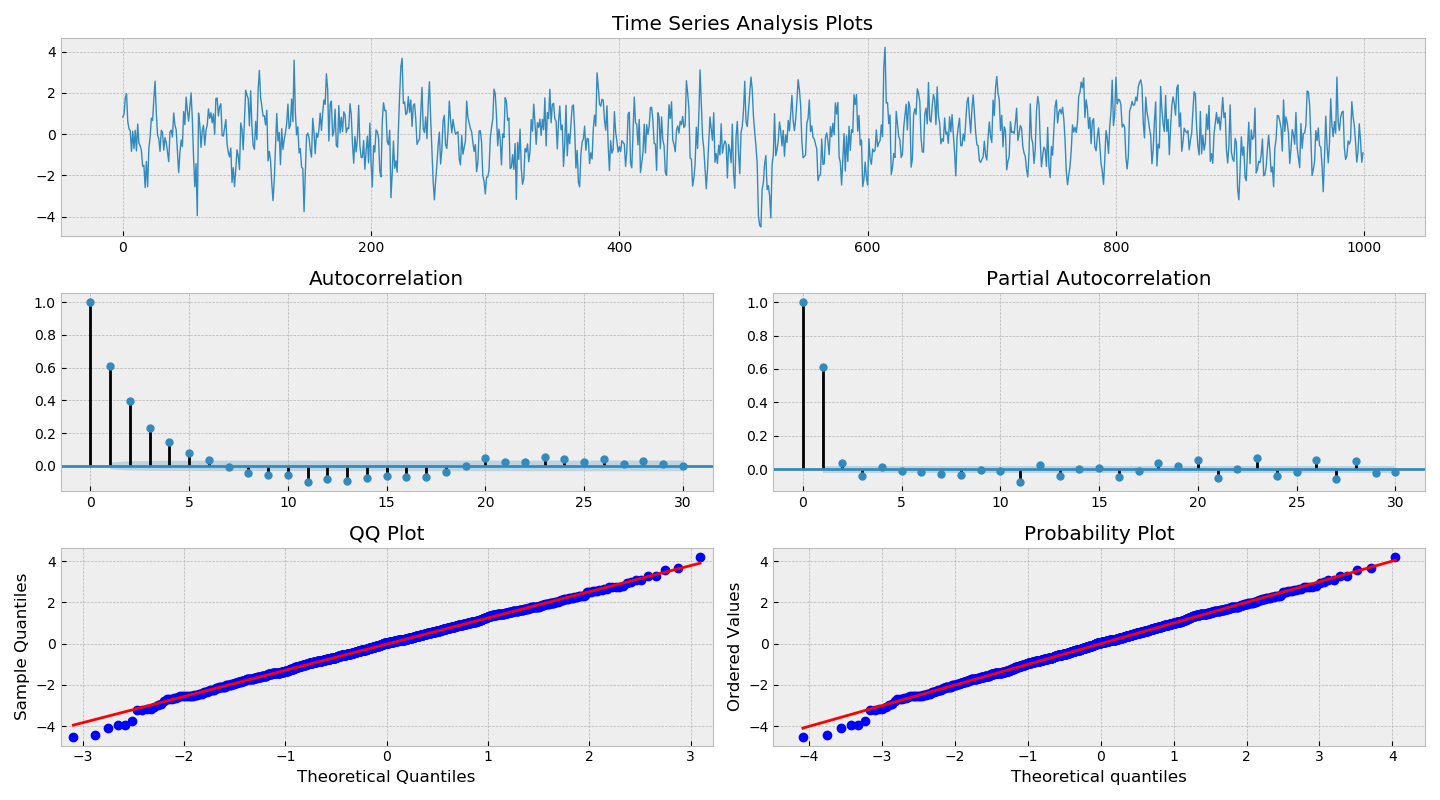 Time Series Analysis Plots
4
2
0
−2
−4
0 200 400 600 800 1000
Autocorrelation
1.0
0.8
0.6
0.4
0.2
0.0
0 5 10 15 20 25 30
Partial Autocorrelation
1.0
0.8
0.6
0.4
0.2
0.0
0 5 10 15 20 25 30
QQ Plot
Sample Quantiles
4
2
0
−2
−4
−3 −2 −1 0 1 2 3
Theoretical Quantiles
Probability Plot
Ordered Values
4
2
0
−2
−4
−4 −3 −2 −1 0 1 2 3 4
Theoretical quantiles